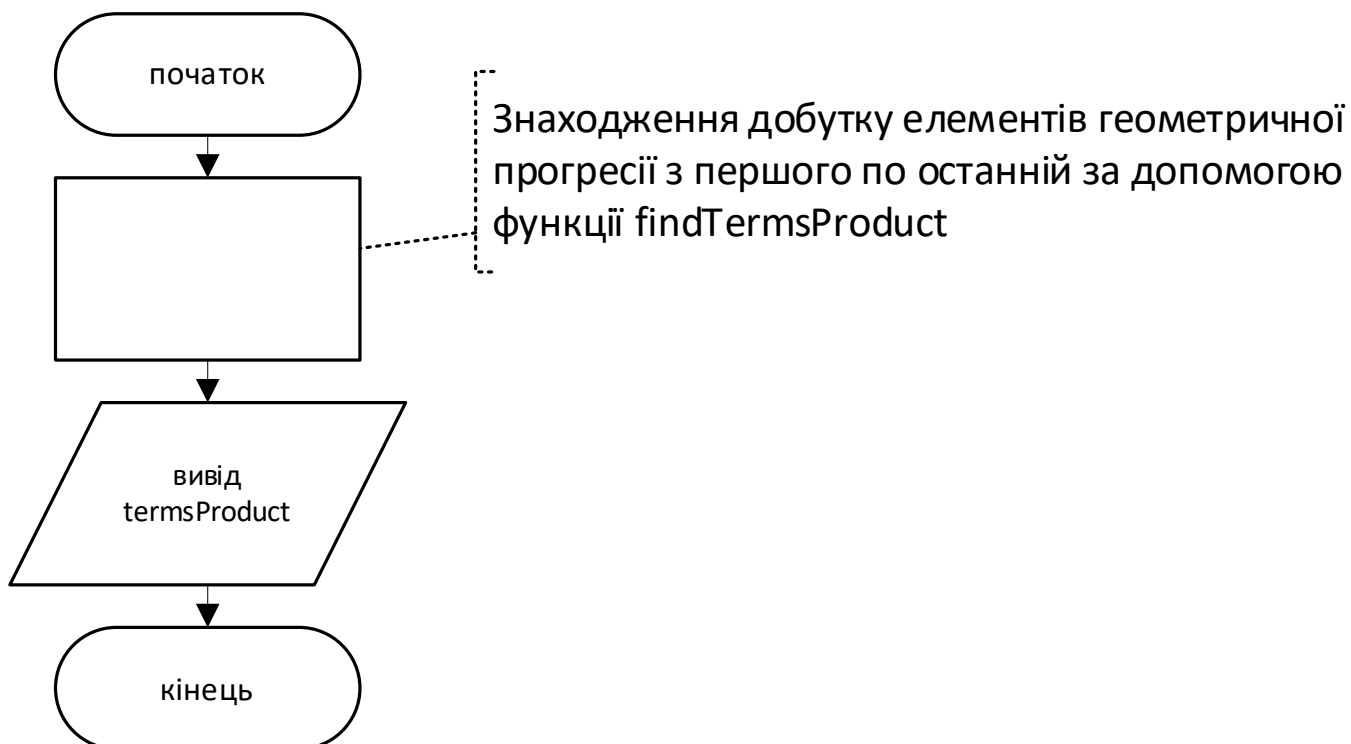 початок
Знаходження добутку елементів геометричної
прогресії з першого по останній за допомогою
функції findTermsProduct
вивід
termsProduct
кінець